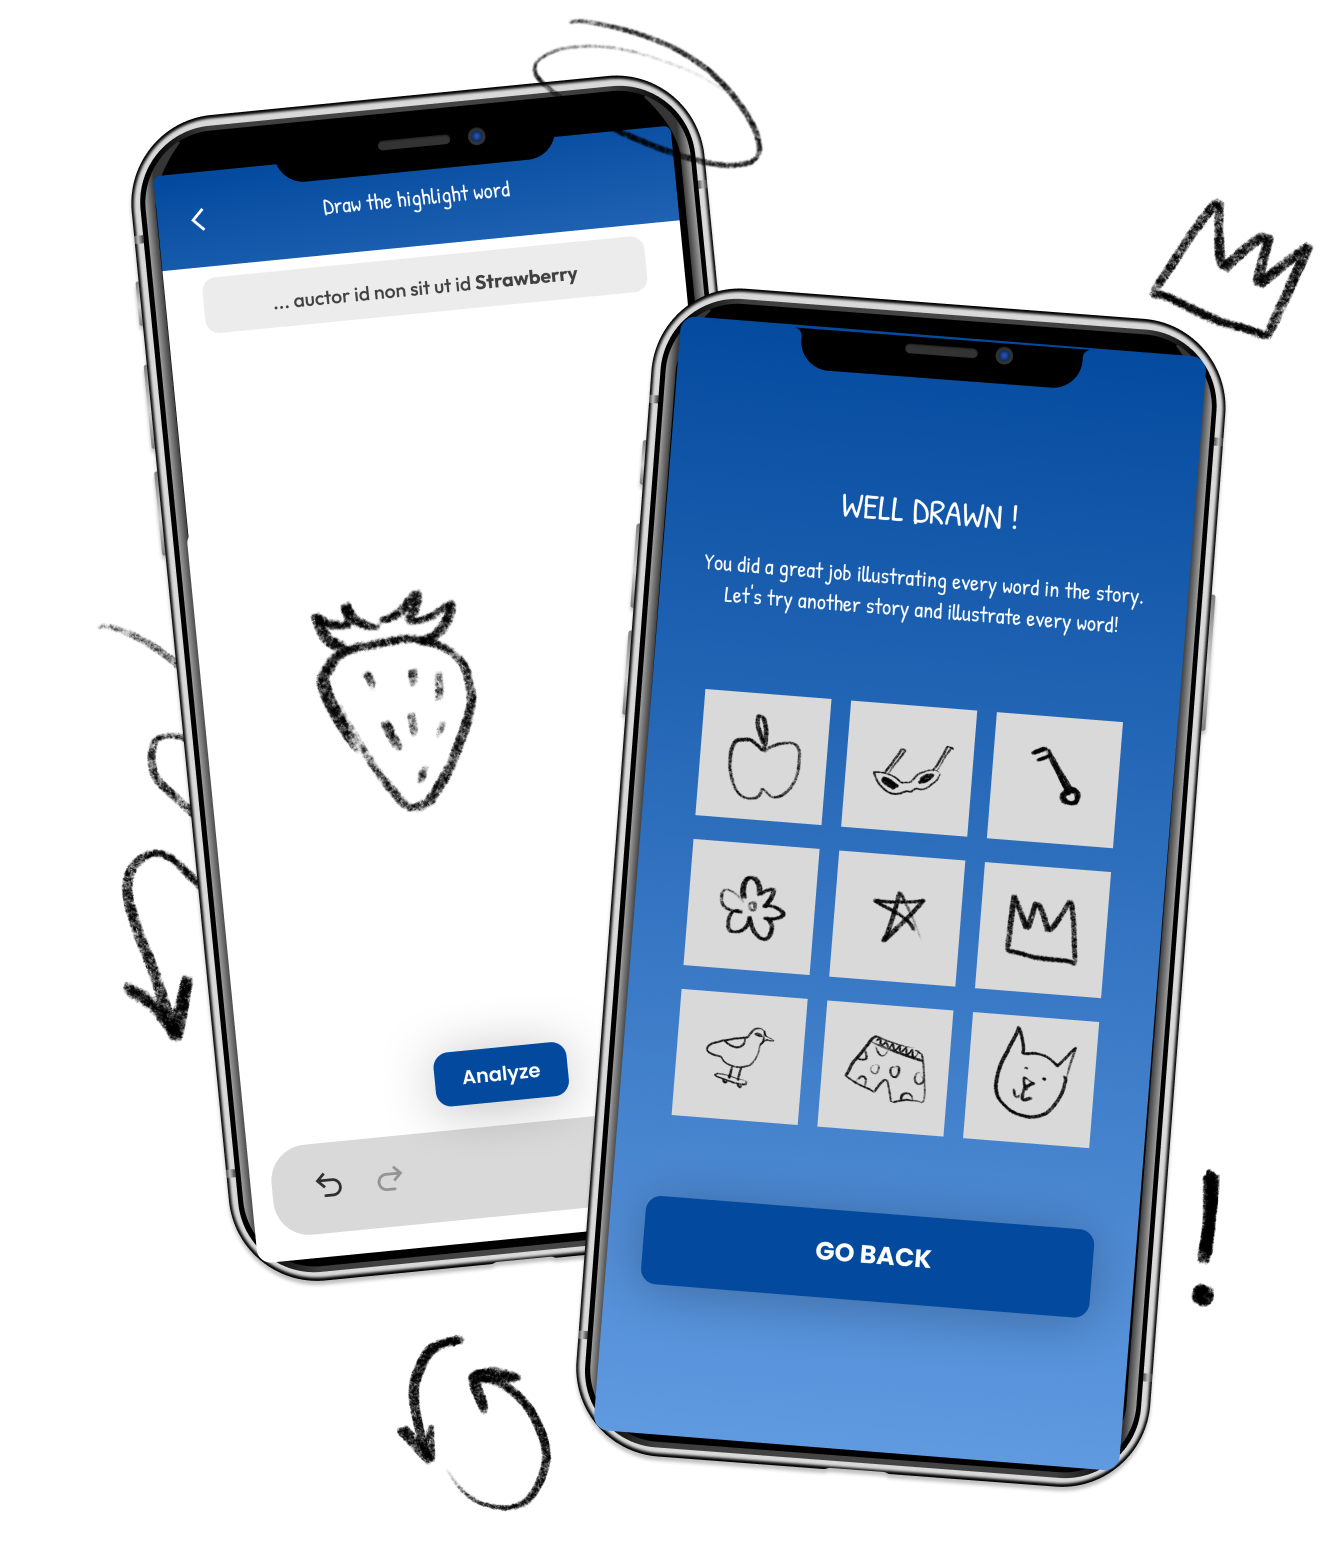 Draw the highlight word
... auctor id non sit ut id Strawberry
Analyze
WELL DRAWN !
You did a great job illustrating every word in the story.
Let's try another story and illustrate every word!
GO BACK
!